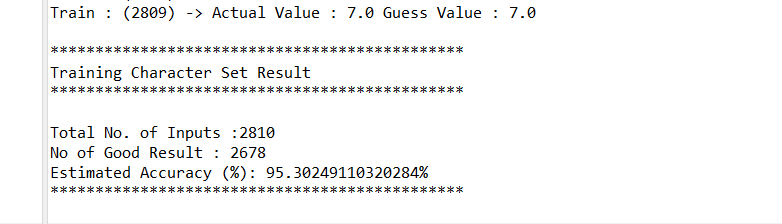 Train : (2809) -> Actual Value : 7.0 Guess Value : 7.0
**********************************************
Training Character Set Result
**********************************************
Total No. of Inputs :2810
No of Good Result : 2678
Estimated Accuracy (%): 95.30249110320284%
**********************************************